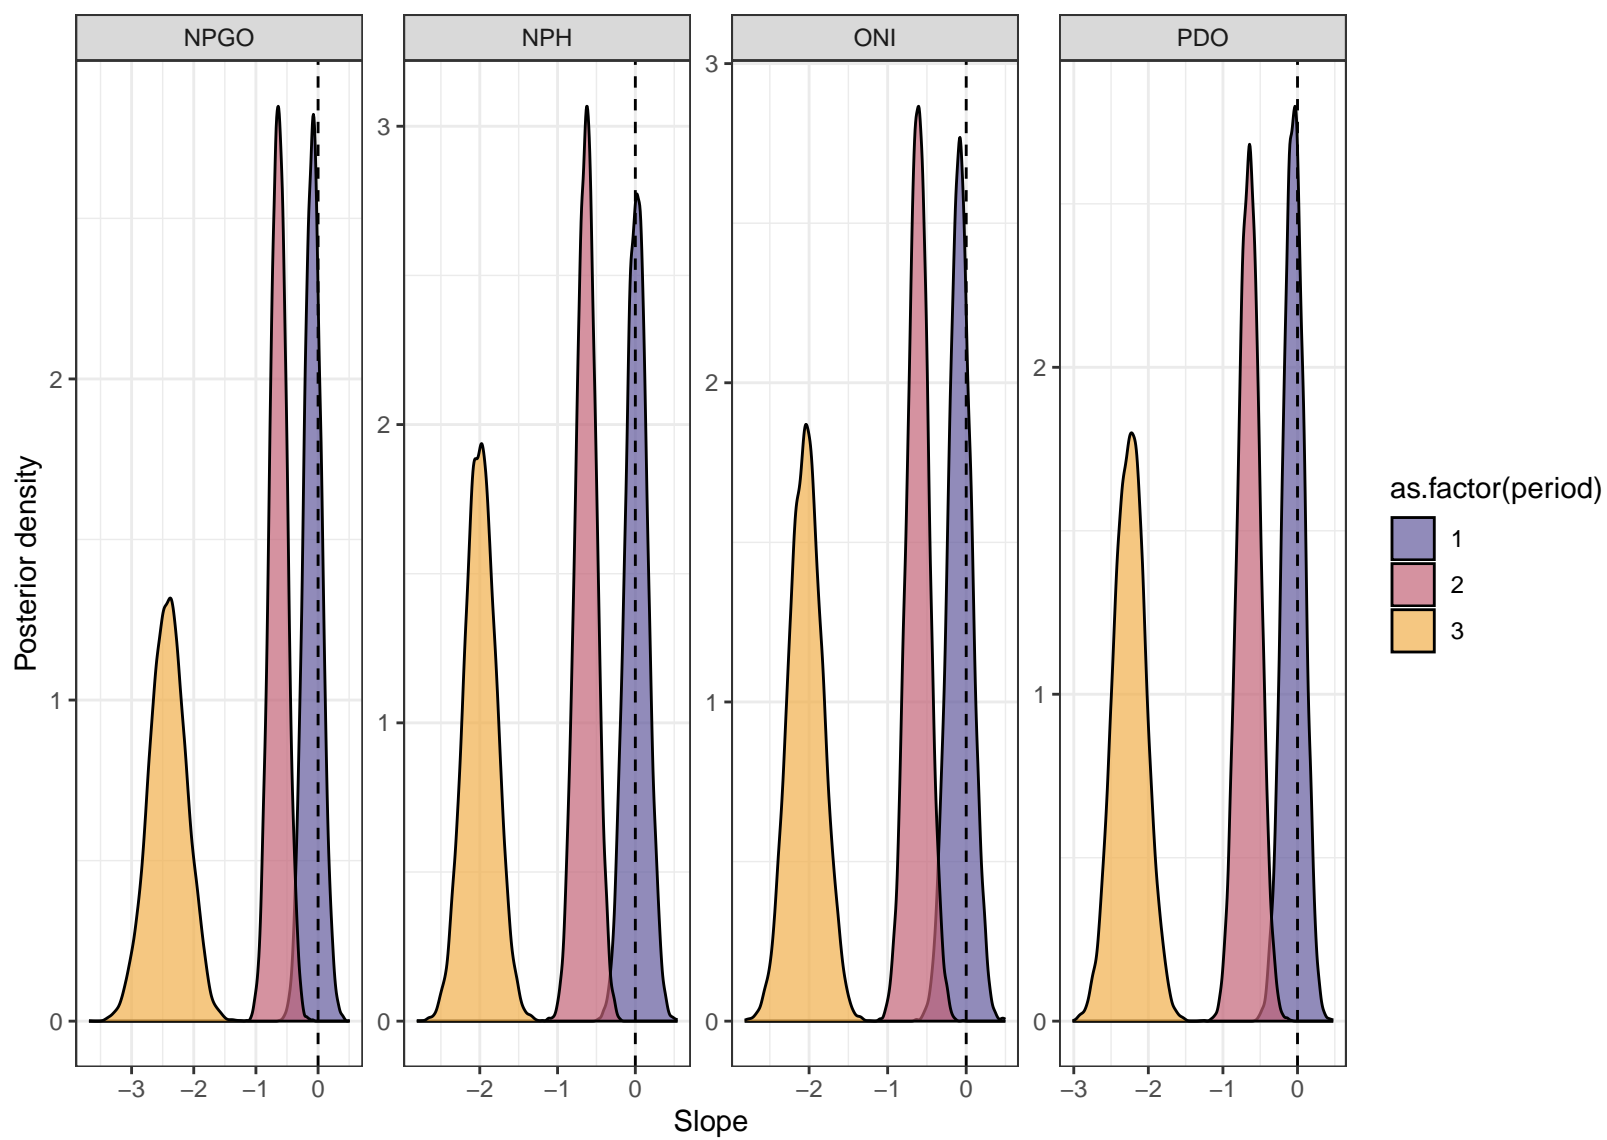 NPGO NPH ONI PDO
3
3
2 2 2 2
1 1 1 1
0 0 0 0
−3 −2 −1 0 −2 −1 0 −2 −1 0 −3 −2 −1 0
Slope
Posterior density
as.factor(period)
1
2
3